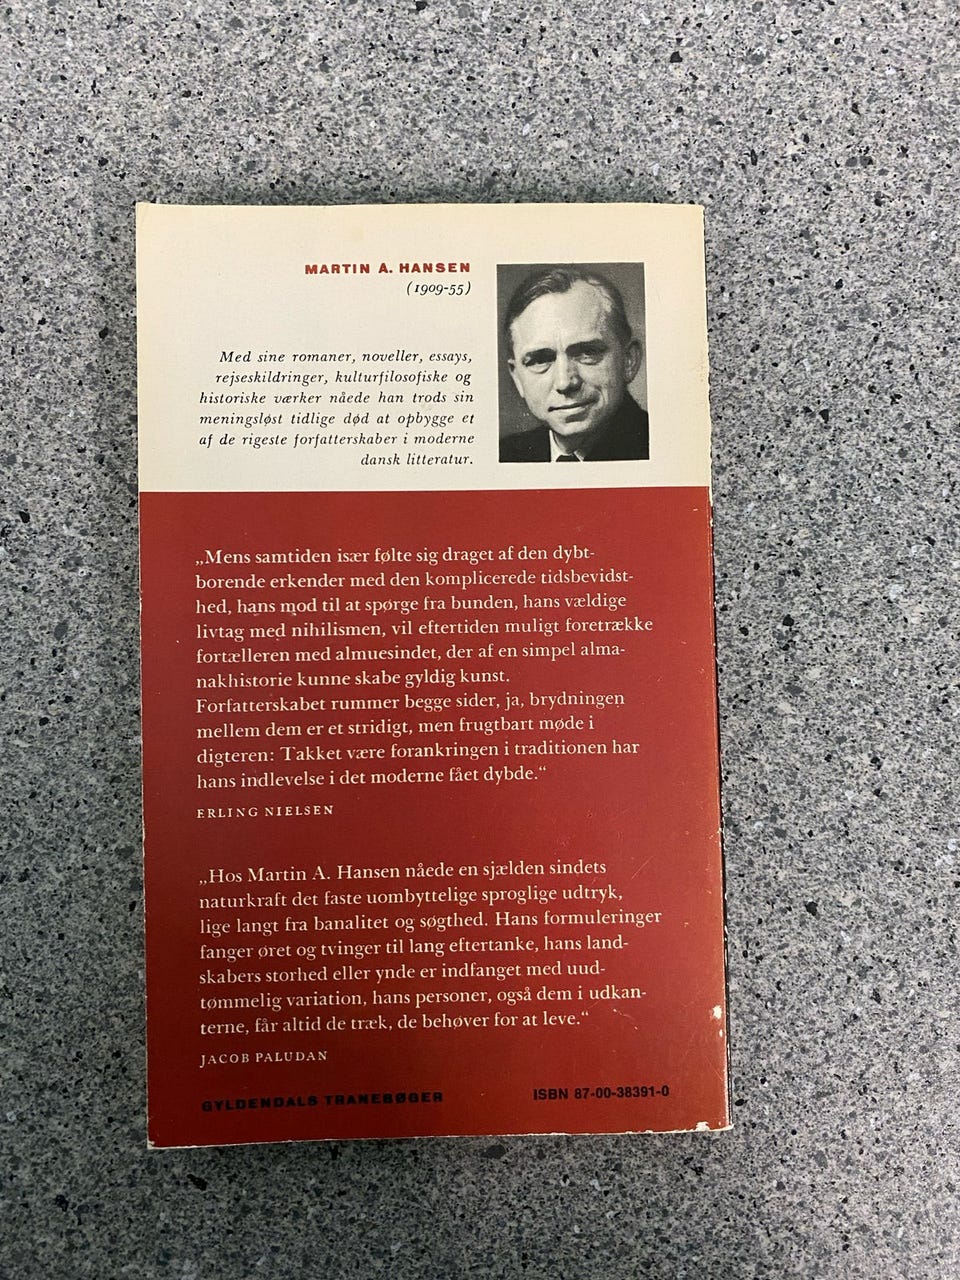 MARTIN A. HANSEN
(1909-55)
Med sine romaner, noveller, essays,
rejseskildringer, kulturfilosofiske og
historiske værker nåede han trods sin
meningsløst tidlige død at opbygge et
af de rigeste forfatterskaber i moderne
dansk litteratur.
„Mens samtiden især følte sig draget af den dybt-
borende erkender med den komplicerede tidsbevidst-
hed, hans mod til at spørge fra bunden, hans vældige
livtag med nihilismen, vil eftertiden muligt foretrække
fortælleren med almuesindet, der af en simpel alma-
nakhistorie kunne skabe gyldig kunst.
Forfatterskabet rummer begge sider, ja, brydningen
mellem dem er et stridigt, men frugtbart møde i
digteren: Takket være forankringen i traditionen har
hans indlevelse i det moderne fået dybde.“
ERLING NIELSEN
„Hos Martin A. Hansen nåede en sjælden sindets
naturkraft det faste uombyttelige sproglige udtryk,
lige langt fra banalitet og søgthed. Hans formuleringer
fanger øret og tvinger til lang eftertanke, hans land-
skabers storhed eller ynde er indfanget med uud-
tømmelig variation, hans personer, også dem i udkan-
terne, får altid de træk, de behøver for at leve.“
JACOB PALUDAN
GYLDENDALS TRANEBØGER
ISBN 87-00-38391-0